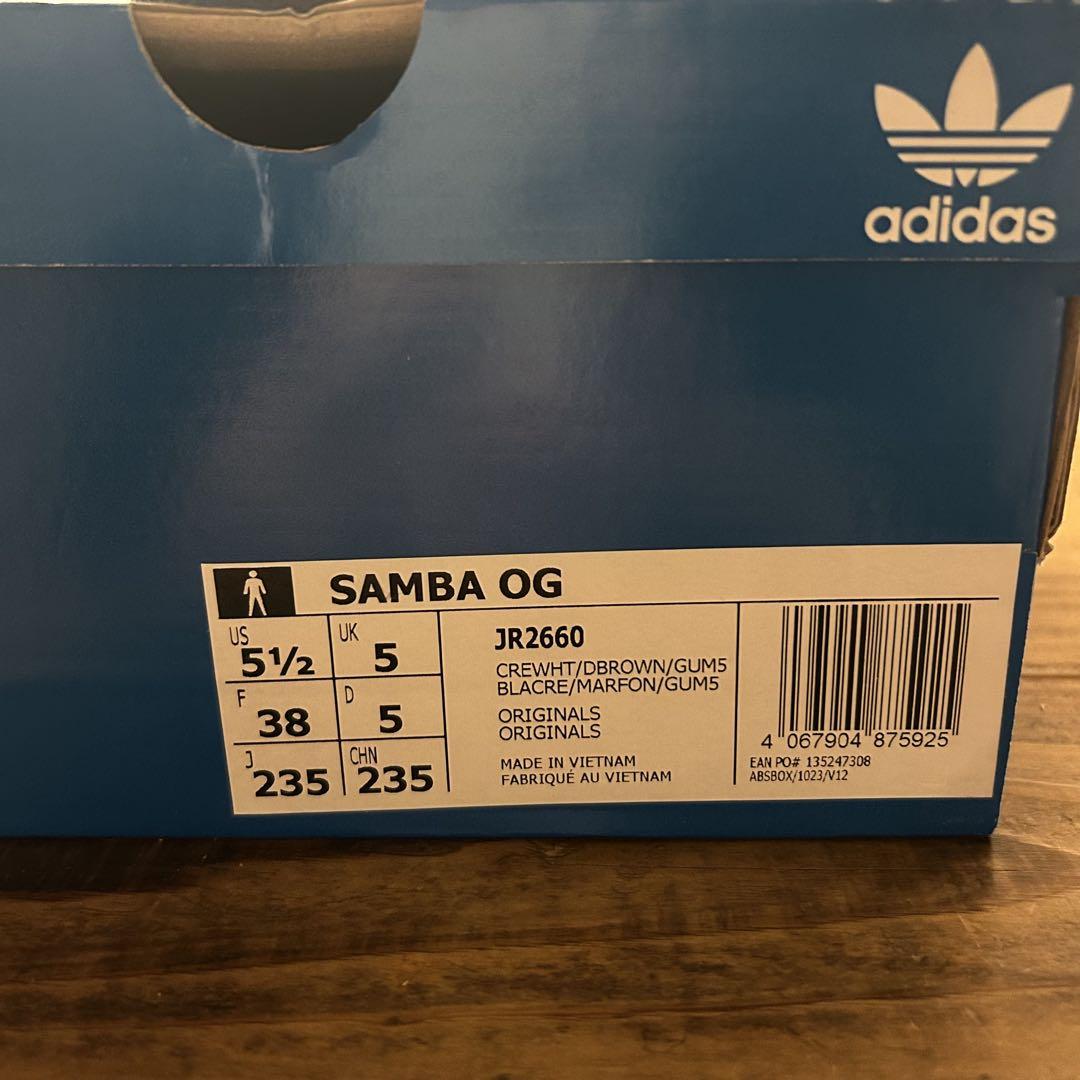 adidas
SAMBA OG
US 5½ UK 5
F 38 D 5
J 235 CHN 235
JR2660
CREWHT/DBROWN/GUM5
BLACRE/MARFON/GUM5
ORIGINALS
ORIGINALS
MADE IN VIETNAM
FABRIQUÉ AU VIETNAM
4 067904 875925
EAN PO# 135247308
ABSBOX/1023/V12